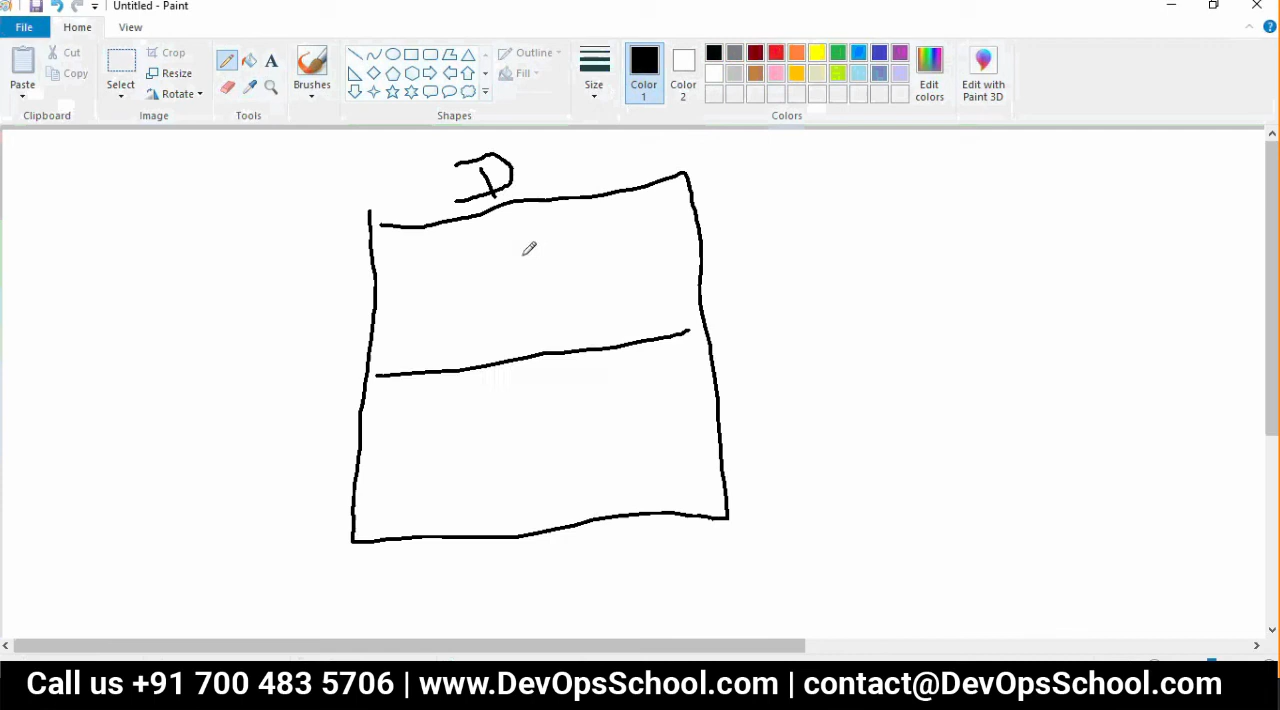 Untitled - Paint
File Home View
Paste
Cut
Copy
Clipboard
Select
Crop
Resize
Rotate
Image
A
Tools
Brushes
Outline
Fill
Shapes
Size
Color 1
Color 2
Edit colors
Colors
Edit with Paint 3D
D
Call us +91 700 483 5706 | www.DevOpsSchool.com | contact@DevOpsSchool.com